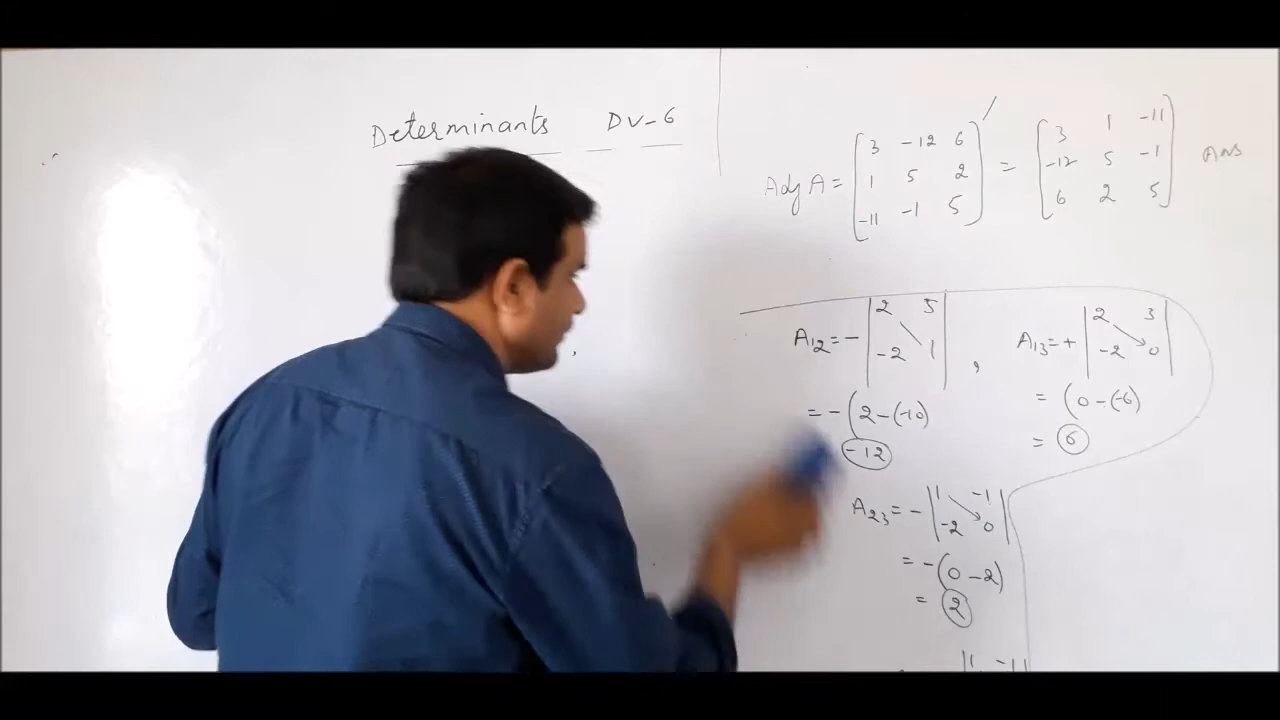 Determinants DV-6
Adj A = [3 -12 6; 1 5 2; -11 -1 5]′ = [3 1 -11; -12 5 -1; 6 2 5] Ans
A₁₂ = - |2 5; -2 1| , A₁₃ = + |2 3; -2 0|
= - (2 - (-10) = (0 - (-6)
-12 = 6
A₂₃ = - |1 -1; -2 0|
= - (0 - 2)
= 2